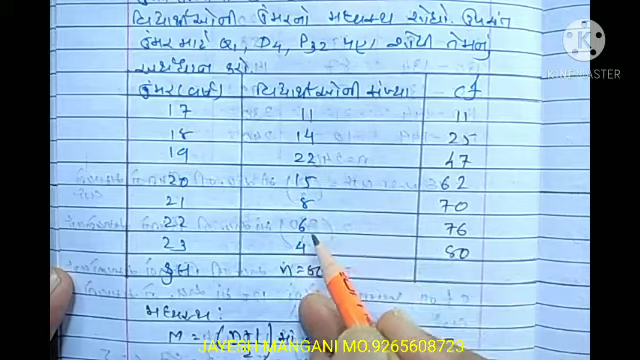 વિદ્યાર્થીઓની ઉંમરનો મધ્યસ્થ શોધો. ઉપરાંત
ઉંમર માટે Q₁, D₄, P₃₂ પણ શોધી તેમનું
અર્થઘટન કરો.
ઉંમર (વર્ષ) વિદ્યાર્થીઓની સંખ્યા cf
17 11 11
18 14 25
19 22 47
20 15 62
21 8 70
22 6 76
23 4 80
કુલ n = 80
મધ્યસ્થ:
M = (n+1
KINEMASTER
JAYESH MANGANI MO.9265608723